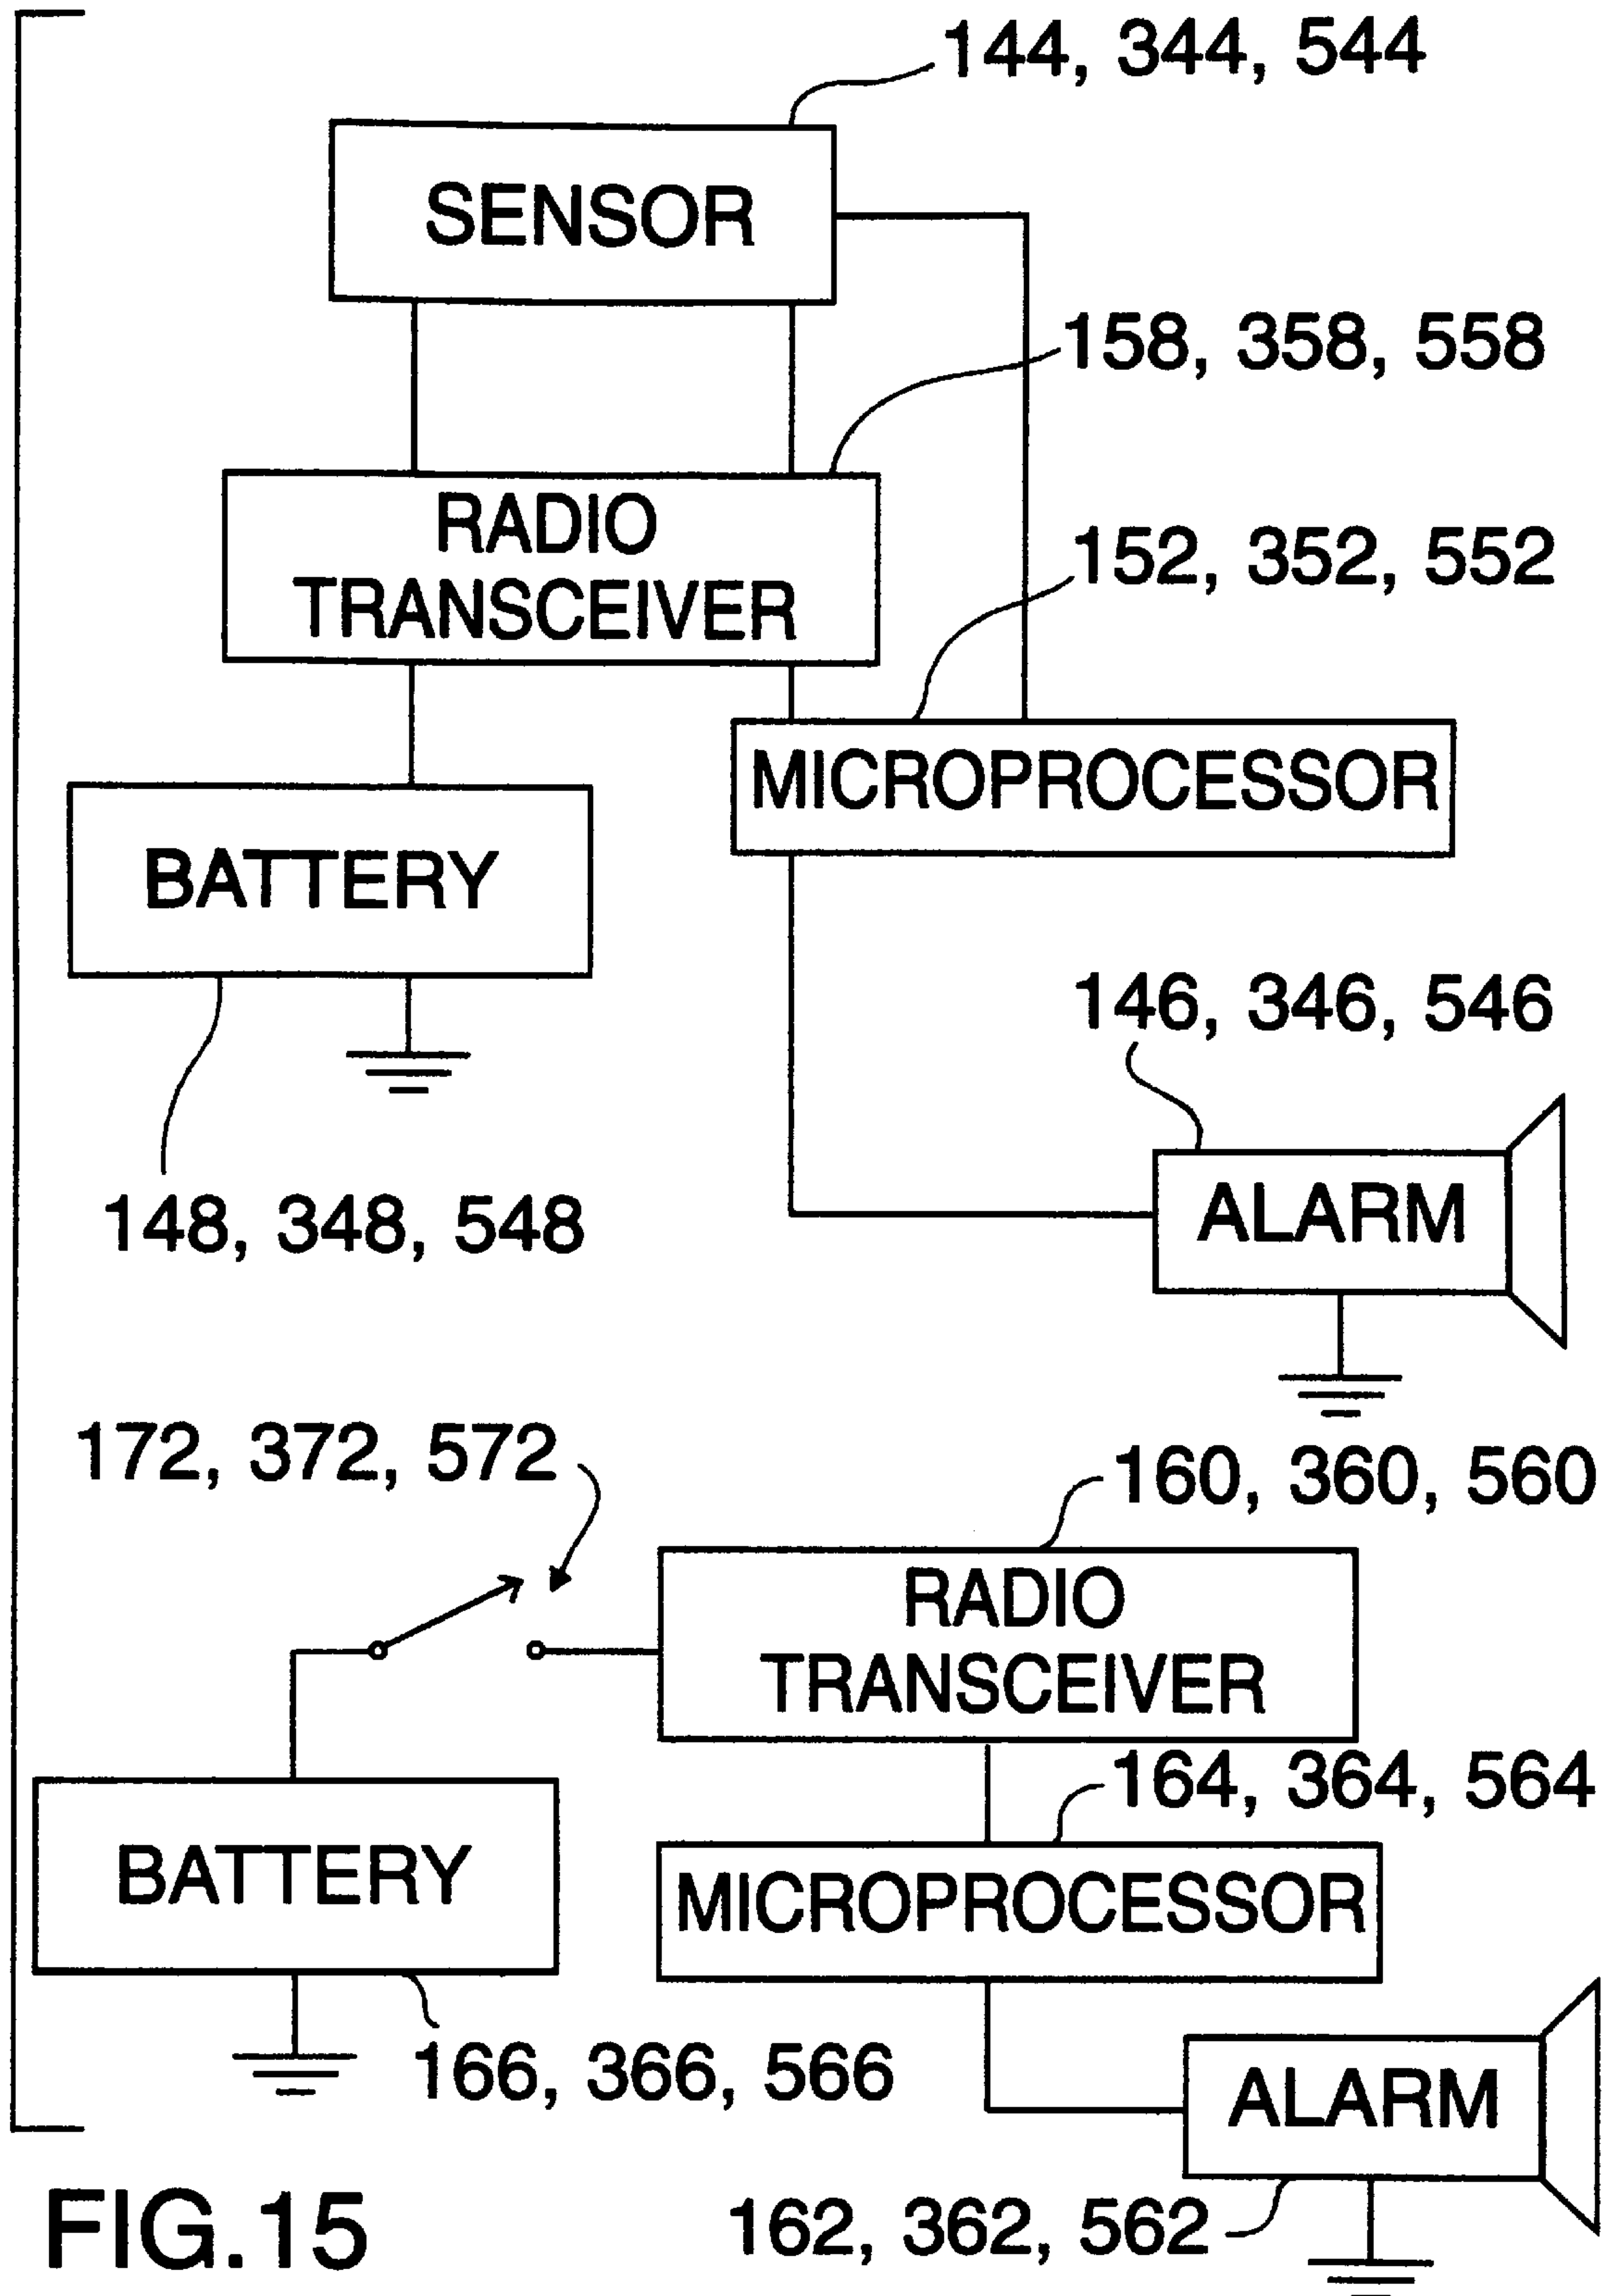 144, 344, 544
SENSOR
158, 358, 558
RADIO
TRANSCEIVER
152, 352, 552
MICROPROCESSOR
BATTERY
146, 346, 546
ALARM
148, 348, 548
172, 372, 572
160, 360, 560
RADIO
TRANSCEIVER
164, 364, 564
BATTERY
MICROPROCESSOR
166, 366, 566
ALARM
162, 362, 562
FIG.15